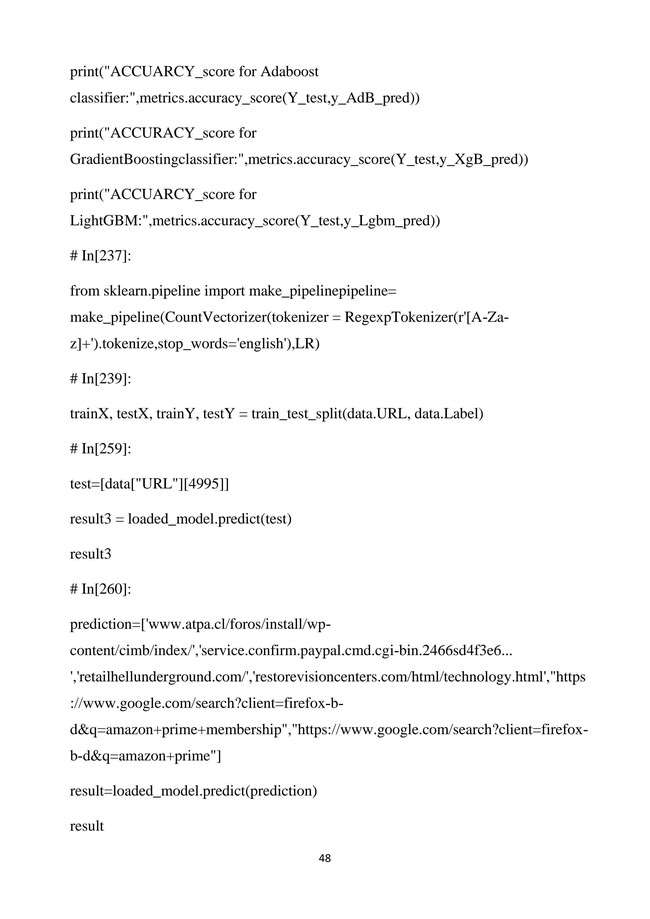 print("ACCUARCY_score for Adaboost
classifier:",metrics.accuracy_score(Y_test,y_AdB_pred))
print("ACCURACY_score for
GradientBoostingclassifier:",metrics.accuracy_score(Y_test,y_XgB_pred))
print("ACCUARCY_score for
LightGBM:",metrics.accuracy_score(Y_test,y_Lgbm_pred))
# In[237]:
from sklearn.pipeline import make_pipelinepipeline=
make_pipeline(CountVectorizer(tokenizer = RegexpTokenizer(r'[A-Za-
z]+').tokenize,stop_words='english'),LR)
# In[239]:
trainX, testX, trainY, testY = train_test_split(data.URL, data.Label)
# In[259]:
test=[data["URL"][4995]]
result3 = loaded_model.predict(test)
result3
# In[260]:
prediction=['www.atpa.cl/foros/install/wp-
content/cimb/index/','service.confirm.paypal.cmd.cgi-bin.2466sd4f3e6...
','retailhellunderground.com/','restorevisioncenters.com/html/technology.html',"https
://www.google.com/search?client=firefox-b-
d&q=amazon+prime+membership","https://www.google.com/search?client=firefox-
b-d&q=amazon+prime"]
result=loaded_model.predict(prediction)
result
48